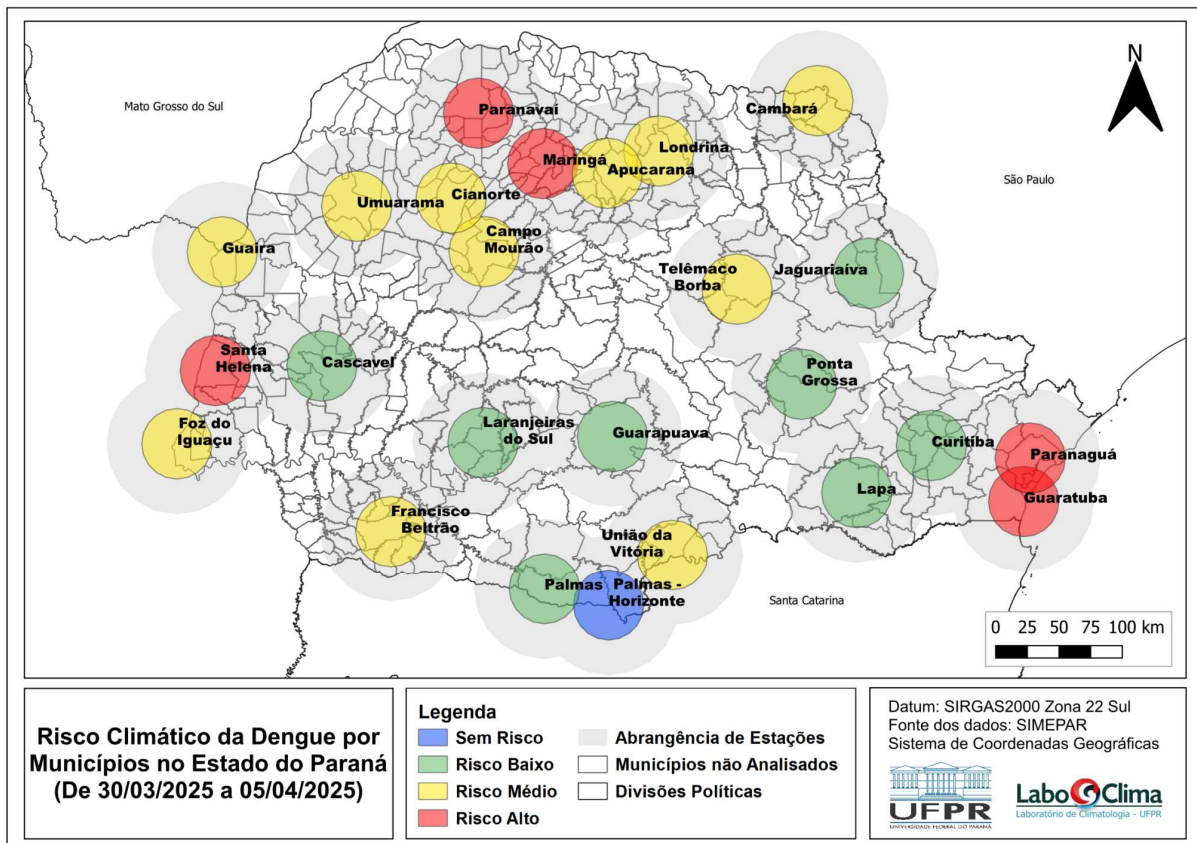 N
Mato Grosso do Sul
São Paulo
Santa Catarina
Paranavaí
Cambará
Maringá
Londrina
Apucarana
Cianorte
Umuarama
Campo
Mourão
Guaira
Telêmaco
Borba
Jaguariaíva
Santa
Helena
Cascavel
Ponta
Grossa
Foz do
Iguaçu
Laranjeiras
do Sul
Guarapuava
Curitiba
Paranaguá
Lapa
Guaratuba
Francisco
Beltrão
União da
Vitória
Palmas
Palmas -
Horizonte
0 25 50 75 100 km
Risco Climático da Dengue por
Municípios no Estado do Paraná
(De 30/03/2025 a 05/04/2025)
Legenda
Sem Risco
Risco Baixo
Risco Médio
Risco Alto
Abrangência de Estações
Municípios não Analisados
Divisões Políticas
Datum: SIRGAS2000 Zona 22 Sul
Fonte dos dados: SIMEPAR
Sistema de Coordenadas Geográficas
UFPR
UNIVERSIDADE FEDERAL DO PARANÁ
LaboClima
Laboratório de Climatologia - UFPR